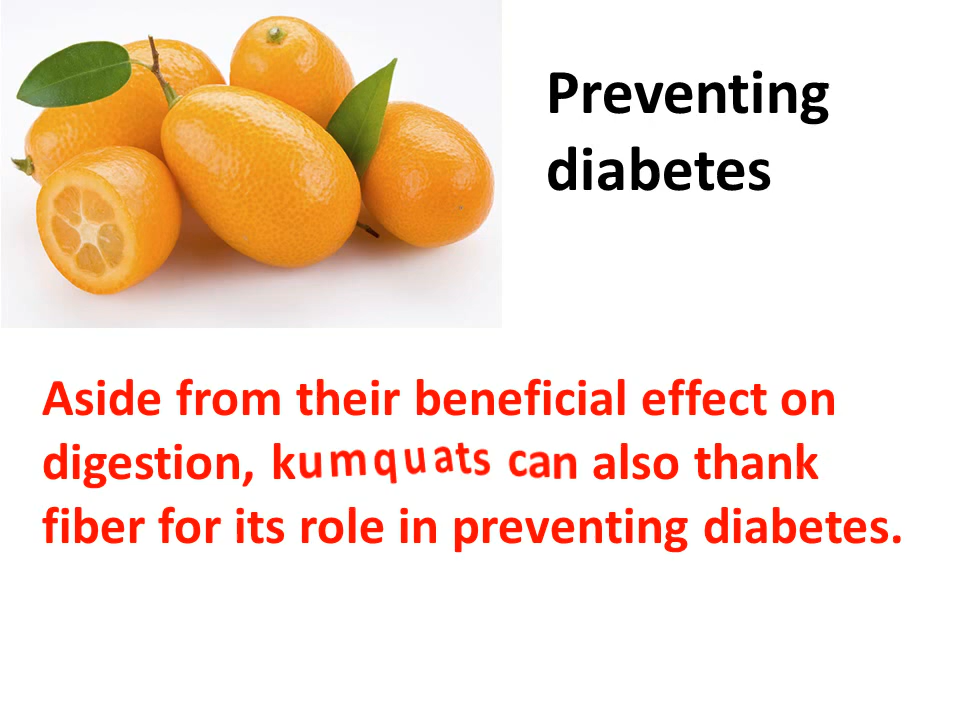 Preventing
diabetes
Aside from their beneficial effect on
digestion, kumquats can also thank
fiber for its role in preventing diabetes.